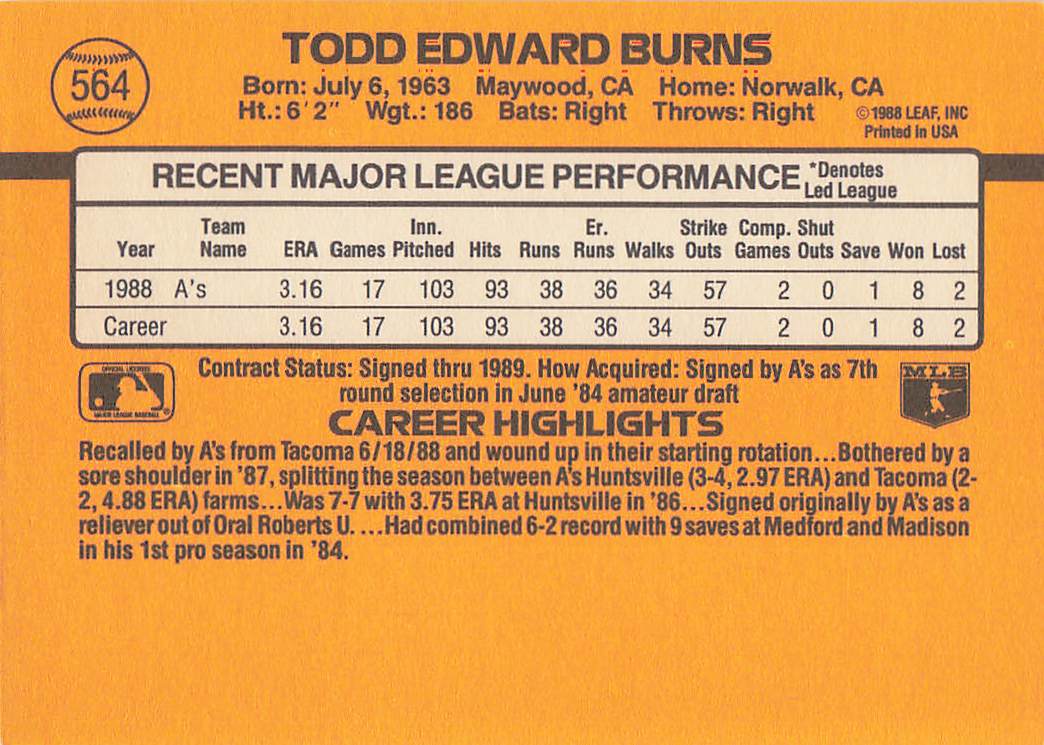 564
TODD EDWARD BURNS
Born: July 6, 1963 Maywood, CA Home: Norwalk, CA
Ht.: 6' 2" Wgt.: 186 Bats: Right Throws: Right
©1988 LEAF, INC
Printed in USA
RECENT MAJOR LEAGUE PERFORMANCE *Denotes
Led League
Team Inn. Er. Strike Comp. Shut
Year Name ERA Games Pitched Hits Runs Runs Walks Outs Games Outs Save Won Lost
1988 A's 3.16 17 103 93 38 36 34 57 2 0 1 8 2
Career 3.16 17 103 93 38 36 34 57 2 0 1 8 2
OFFICIAL LICENSEE
MAJOR LEAGUE BASEBALL
®
Contract Status: Signed thru 1989. How Acquired: Signed by A's as 7th
round selection in June '84 amateur draft
MLB
CAREER HIGHLIGHTS
Recalled by A's from Tacoma 6/18/88 and wound up in their starting rotation...Bothered by a
sore shoulder in '87, splitting the season between A's Huntsville (3-4, 2.97 ERA) and Tacoma (2-
2, 4.88 ERA) farms...Was 7-7 with 3.75 ERA at Huntsville in '86...Signed originally by A's as a
reliever out of Oral Roberts U. ...Had combined 6-2 record with 9 saves at Medford and Madison
in his 1st pro season in '84.